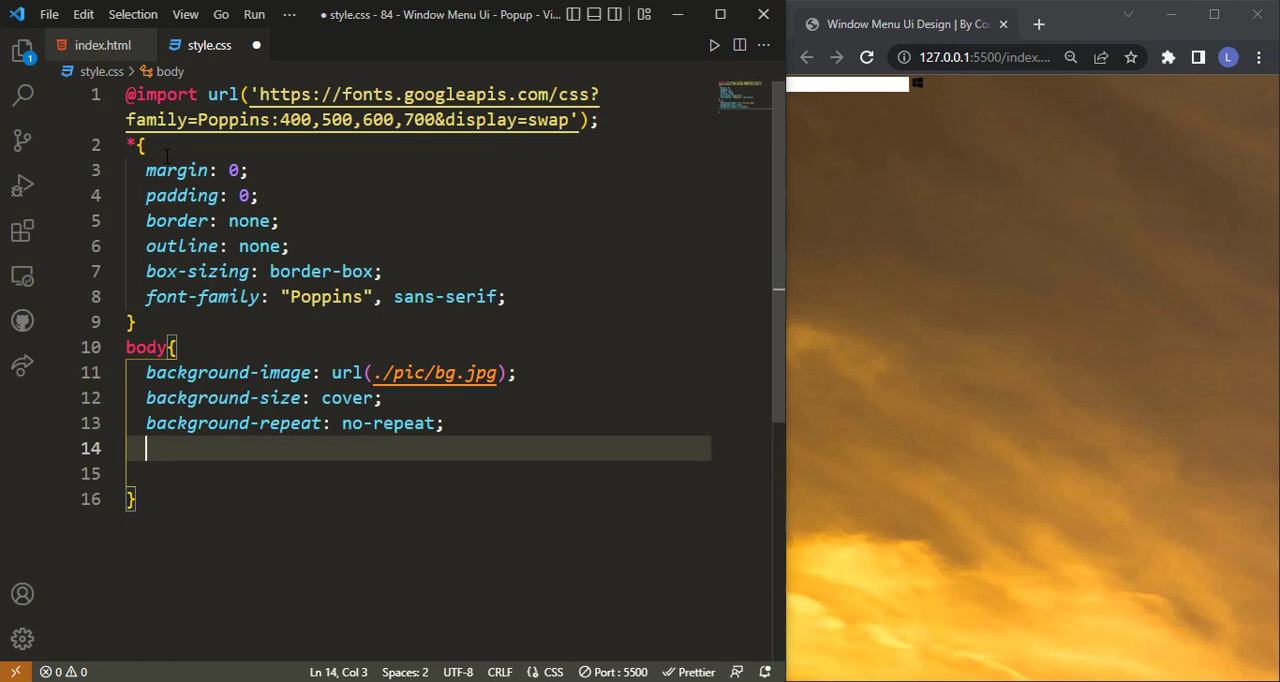 File Edit Selection View Go Run ··· ● style.css - 84 - Window Menu Ui - Popup - Vi...
index.html style.css ●
style.css > body
1 @import url('https://fonts.googleapis.com/css?
family=Poppins:400,500,600,700&display=swap');
2 *{
3 margin: 0;
4 padding: 0;
5 border: none;
6 outline: none;
7 box-sizing: border-box;
8 font-family: "Poppins", sans-serif;
9 }
10 body{
11 background-image: url(./pic/bg.jpg);
12 background-size: cover;
13 background-repeat: no-repeat;
14
15
16 }
1
0 0 Ln 14, Col 3 Spaces: 2 UTF-8 CRLF CSS Port : 5500 Prettier
Window Menu Ui Design | By Co
127.0.0.1:5500/index.... L